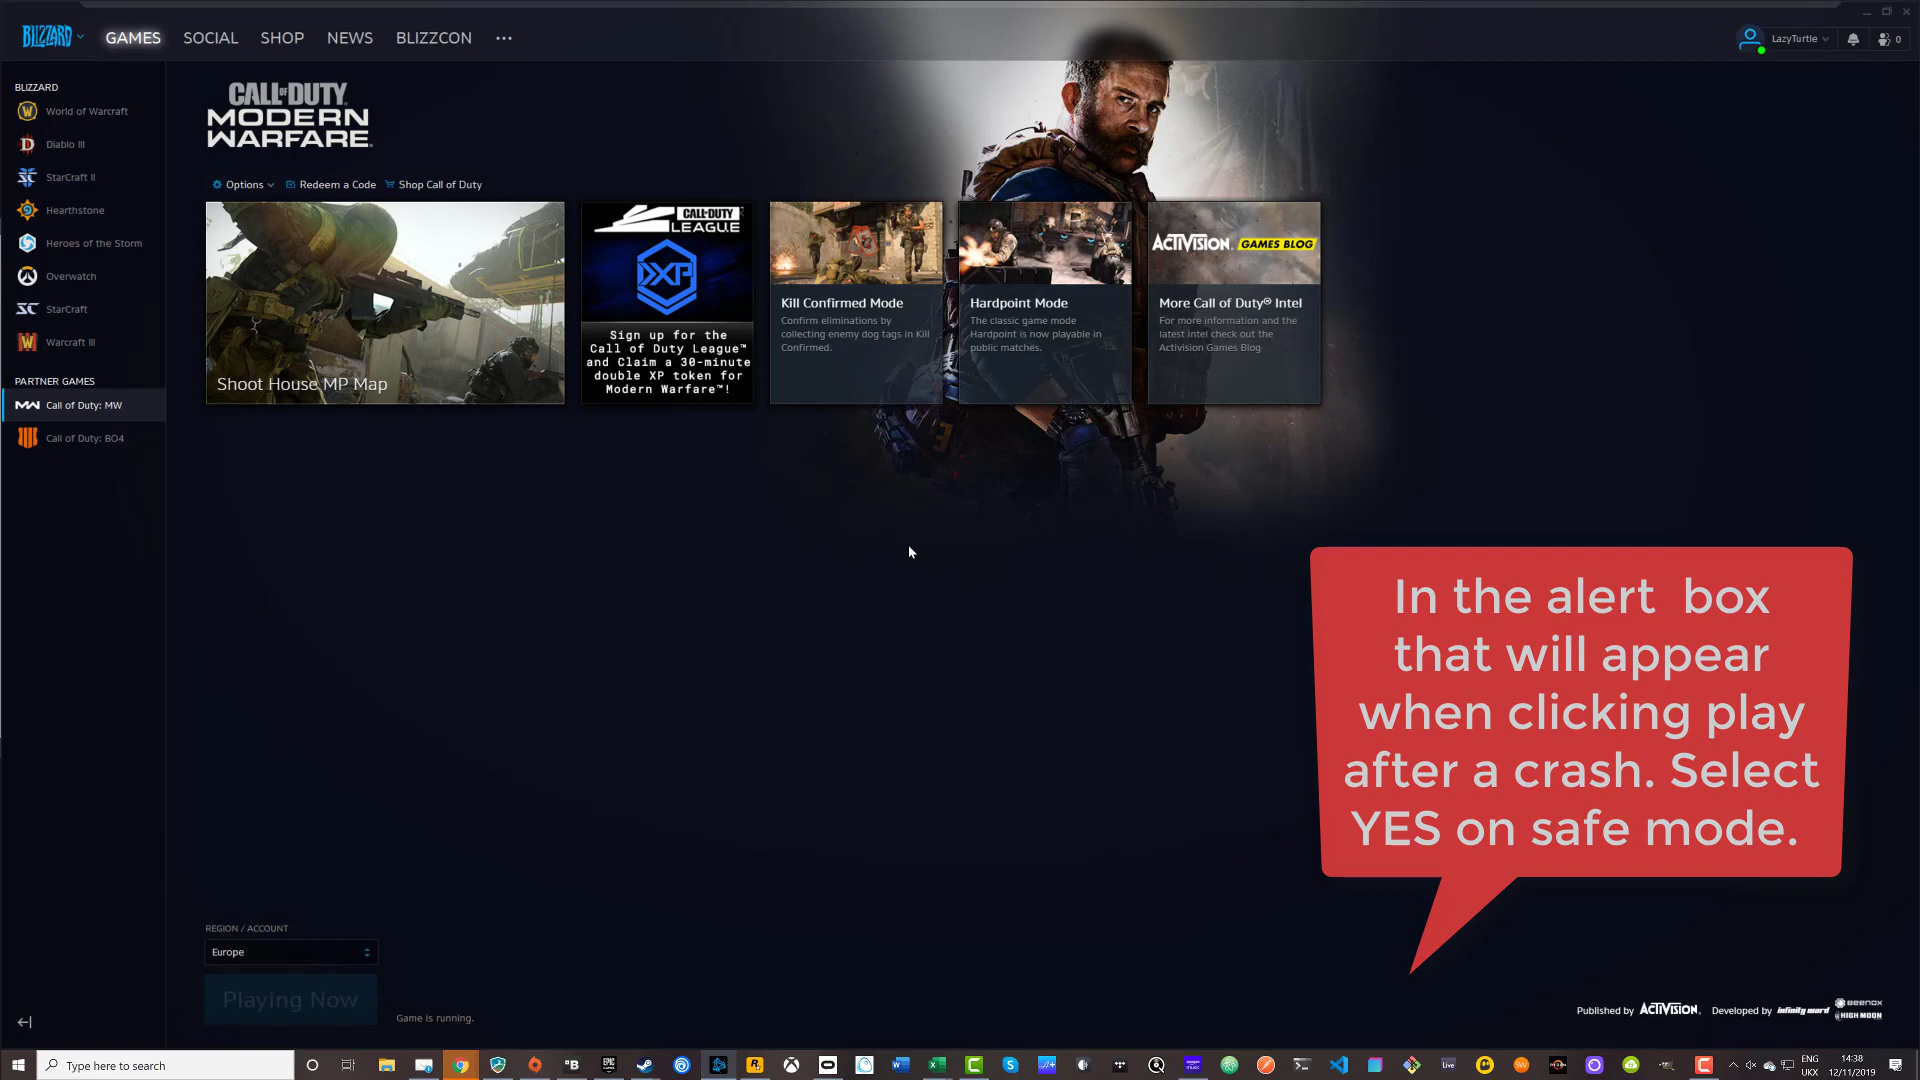 BLIZZARD
GAMES
SOCIAL
SHOP
NEWS
BLIZZCON
LazyTurtle
0
BLIZZARD
World of Warcraft
Diablo III
StarCraft II
Hearthstone
Heroes of the Storm
Overwatch
StarCraft
Warcraft III
PARTNER GAMES
Call of Duty: MW
Call of Duty: BO4
CALL OF DUTY
MODERN
WARFARE
Options
Redeem a Code
Shop Call of Duty
Shoot House MP Map
CALL OF DUTY
LEAGUE
DXP
Sign up for the
Call of Duty League™
and Claim a 30-minute
double XP token for
Modern Warfare™!
Kill Confirmed Mode
Confirm eliminations by
collecting enemy dog tags in Kill
Confirmed.
Hardpoint Mode
The classic game mode
Hardpoint is now playable in
public matches.
ACTIVISION. GAMES BLOG
More Call of Duty® Intel
For more information and the
latest intel check out the
Activision Games Blog
In the alert box
that will appear
when clicking play
after a crash. Select
YES on safe mode.
REGION / ACCOUNT
Europe
Playing Now
Game is running.
Published by ACTIVISION.
Developed by infinity ward
BEENOX
HIGH MOON
Type here to search
ENG
UKX
14:38
12/11/2019